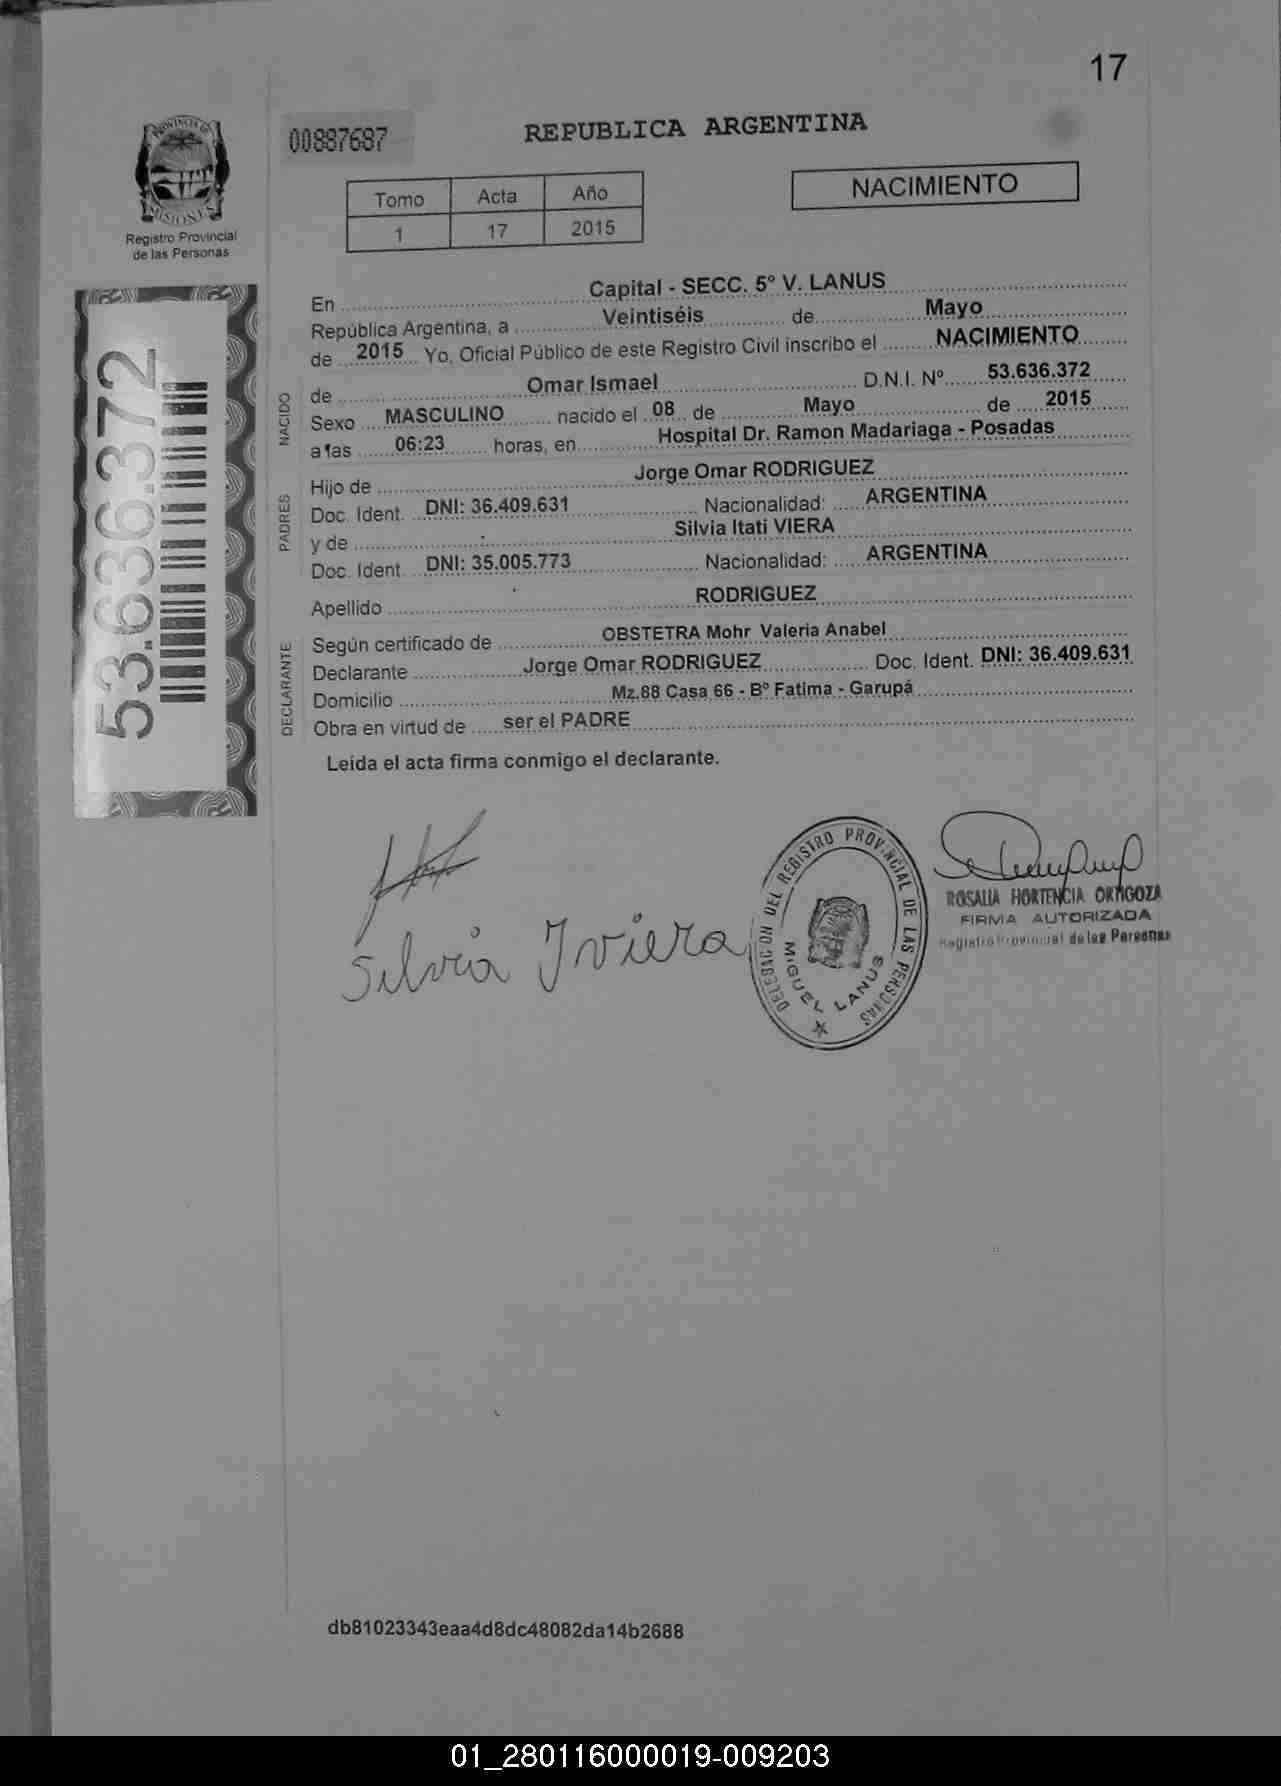 17
PROVINCIA DE
MISIONES
Registro Provincial
de las Personas
00887687
REPUBLICA ARGENTINA
Tomo Acta Año
1 17 2015
NACIMIENTO
53.636.372
En Capital - SECC. 5° V. LANUS
República Argentina, a Veintiséis de Mayo
de 2015 Yo, Oficial Público de este Registro Civil inscribo el NACIMIENTO
NACIDO
de Omar Ismael D.N.I. Nº 53.636.372
Sexo MASCULINO nacido el 08 de Mayo de 2015
a las 06:23 horas, en Hospital Dr. Ramon Madariaga - Posadas
PADRES
Hijo de Jorge Omar RODRIGUEZ
Doc. Ident. DNI: 36.409.631 Nacionalidad: ARGENTINA
y de Silvia Itati VIERA
Doc. Ident. DNI: 35.005.773 Nacionalidad: ARGENTINA
Apellido RODRIGUEZ
DECLARANTE
Según certificado de OBSTETRA Mohr Valeria Anabel
Declarante Jorge Omar RODRIGUEZ Doc. Ident. DNI: 36.409.631
Domicilio Mz.88 Casa 66 - Bº Fatima - Garupá
Obra en virtud de ser el PADRE
Leída el acta firma conmigo el declarante.
Silvia I viera
DELEGACION DEL REGISTRO PROVINCIAL DE LAS PERSONAS
MIGUEL LANUS
ROSALIA HORTENCIA ORTIGOZA
FIRMA AUTORIZADA
Registro Provincial de las Personas
db81023343eaa4d8dc48082da14b2688
01_280116000019-009203